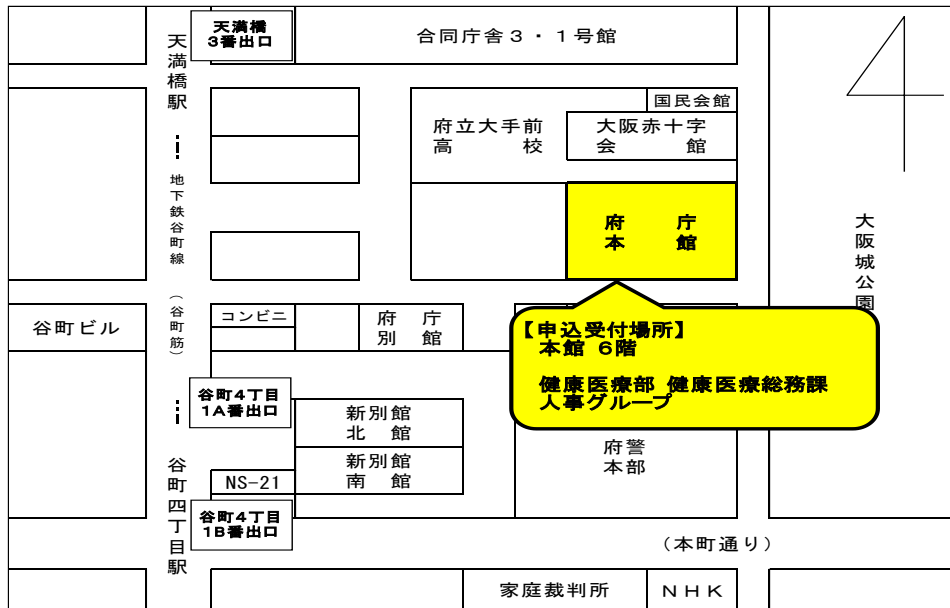 天満橋
3番出口
合同庁舎3・1号館
天満橋駅
国民会館
府立大手前
高校
大阪赤十字
会館
地下鉄谷町線
(谷町筋)
府庁
本館
大阪城公園
谷町ビル
コンビニ
府庁
別館
【申込受付場所】
本館 6階
健康医療部 健康医療総務課
人事グループ
谷町4丁目
1A番出口
新別館
北館
府警
本部
新別館
南館
NS-21
谷町四丁目駅
谷町4丁目
1B番出口
(本町通り)
家庭裁判所
NHK